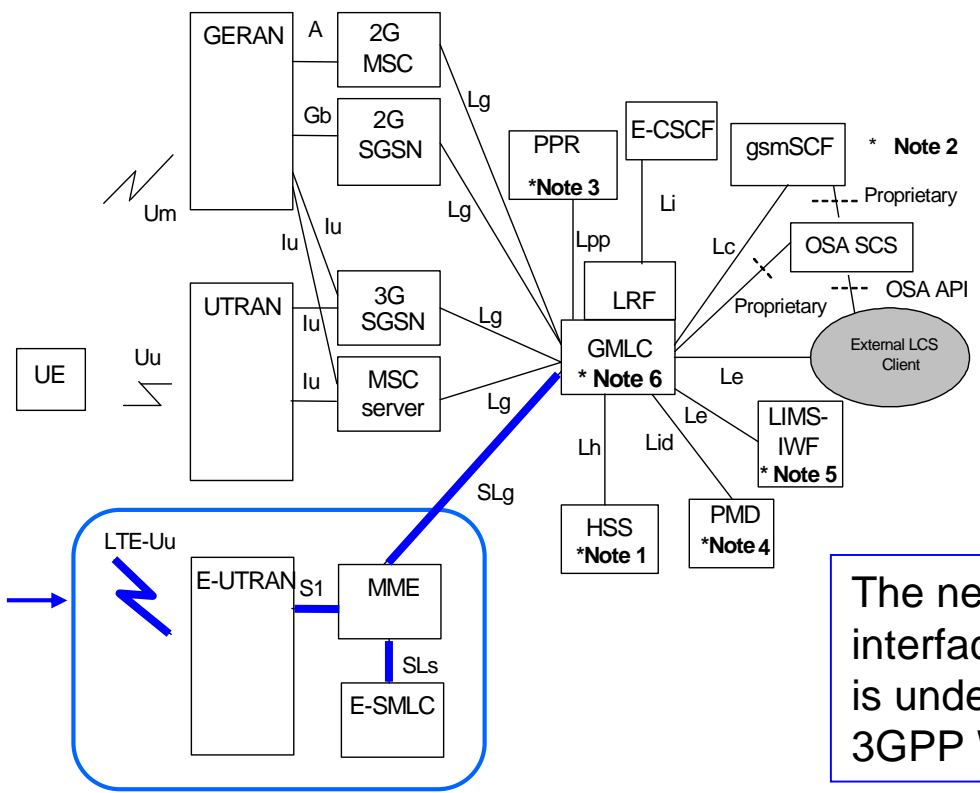 GERAN
A
2G
MSC
Lg
Gb
2G
SGSN
Lg
PPR
*Note 3
E-CSCF
gsmSCF
* Note 2
Proprietary
Um
Iu
Iu
Li
Lpp
Lc
OSA SCS
LRF
Proprietary
OSA API
UTRAN
Iu
3G
SGSN
Lg
GMLC
* Note 6
External LCS
Client
UE
Uu
Iu
MSC
server
Lg
Le
Le
LIMS-
IWF
* Note 5
Lh
Lid
SLg
HSS
*Note 1
PMD
*Note 4
LTE-Uu
E-UTRAN
S1
MME
SLs
E-SMLC
The ne
interfac
is unde
3GPP